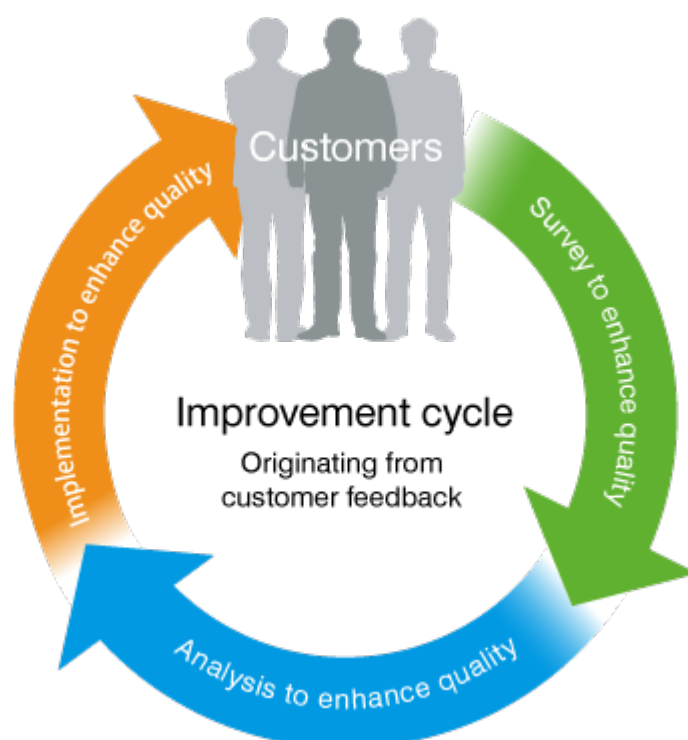 Customers
Survey to enhance quality
Analysis to enhance quality
Implementation to enhance quality
Improvement cycle
Originating from
customer feedback